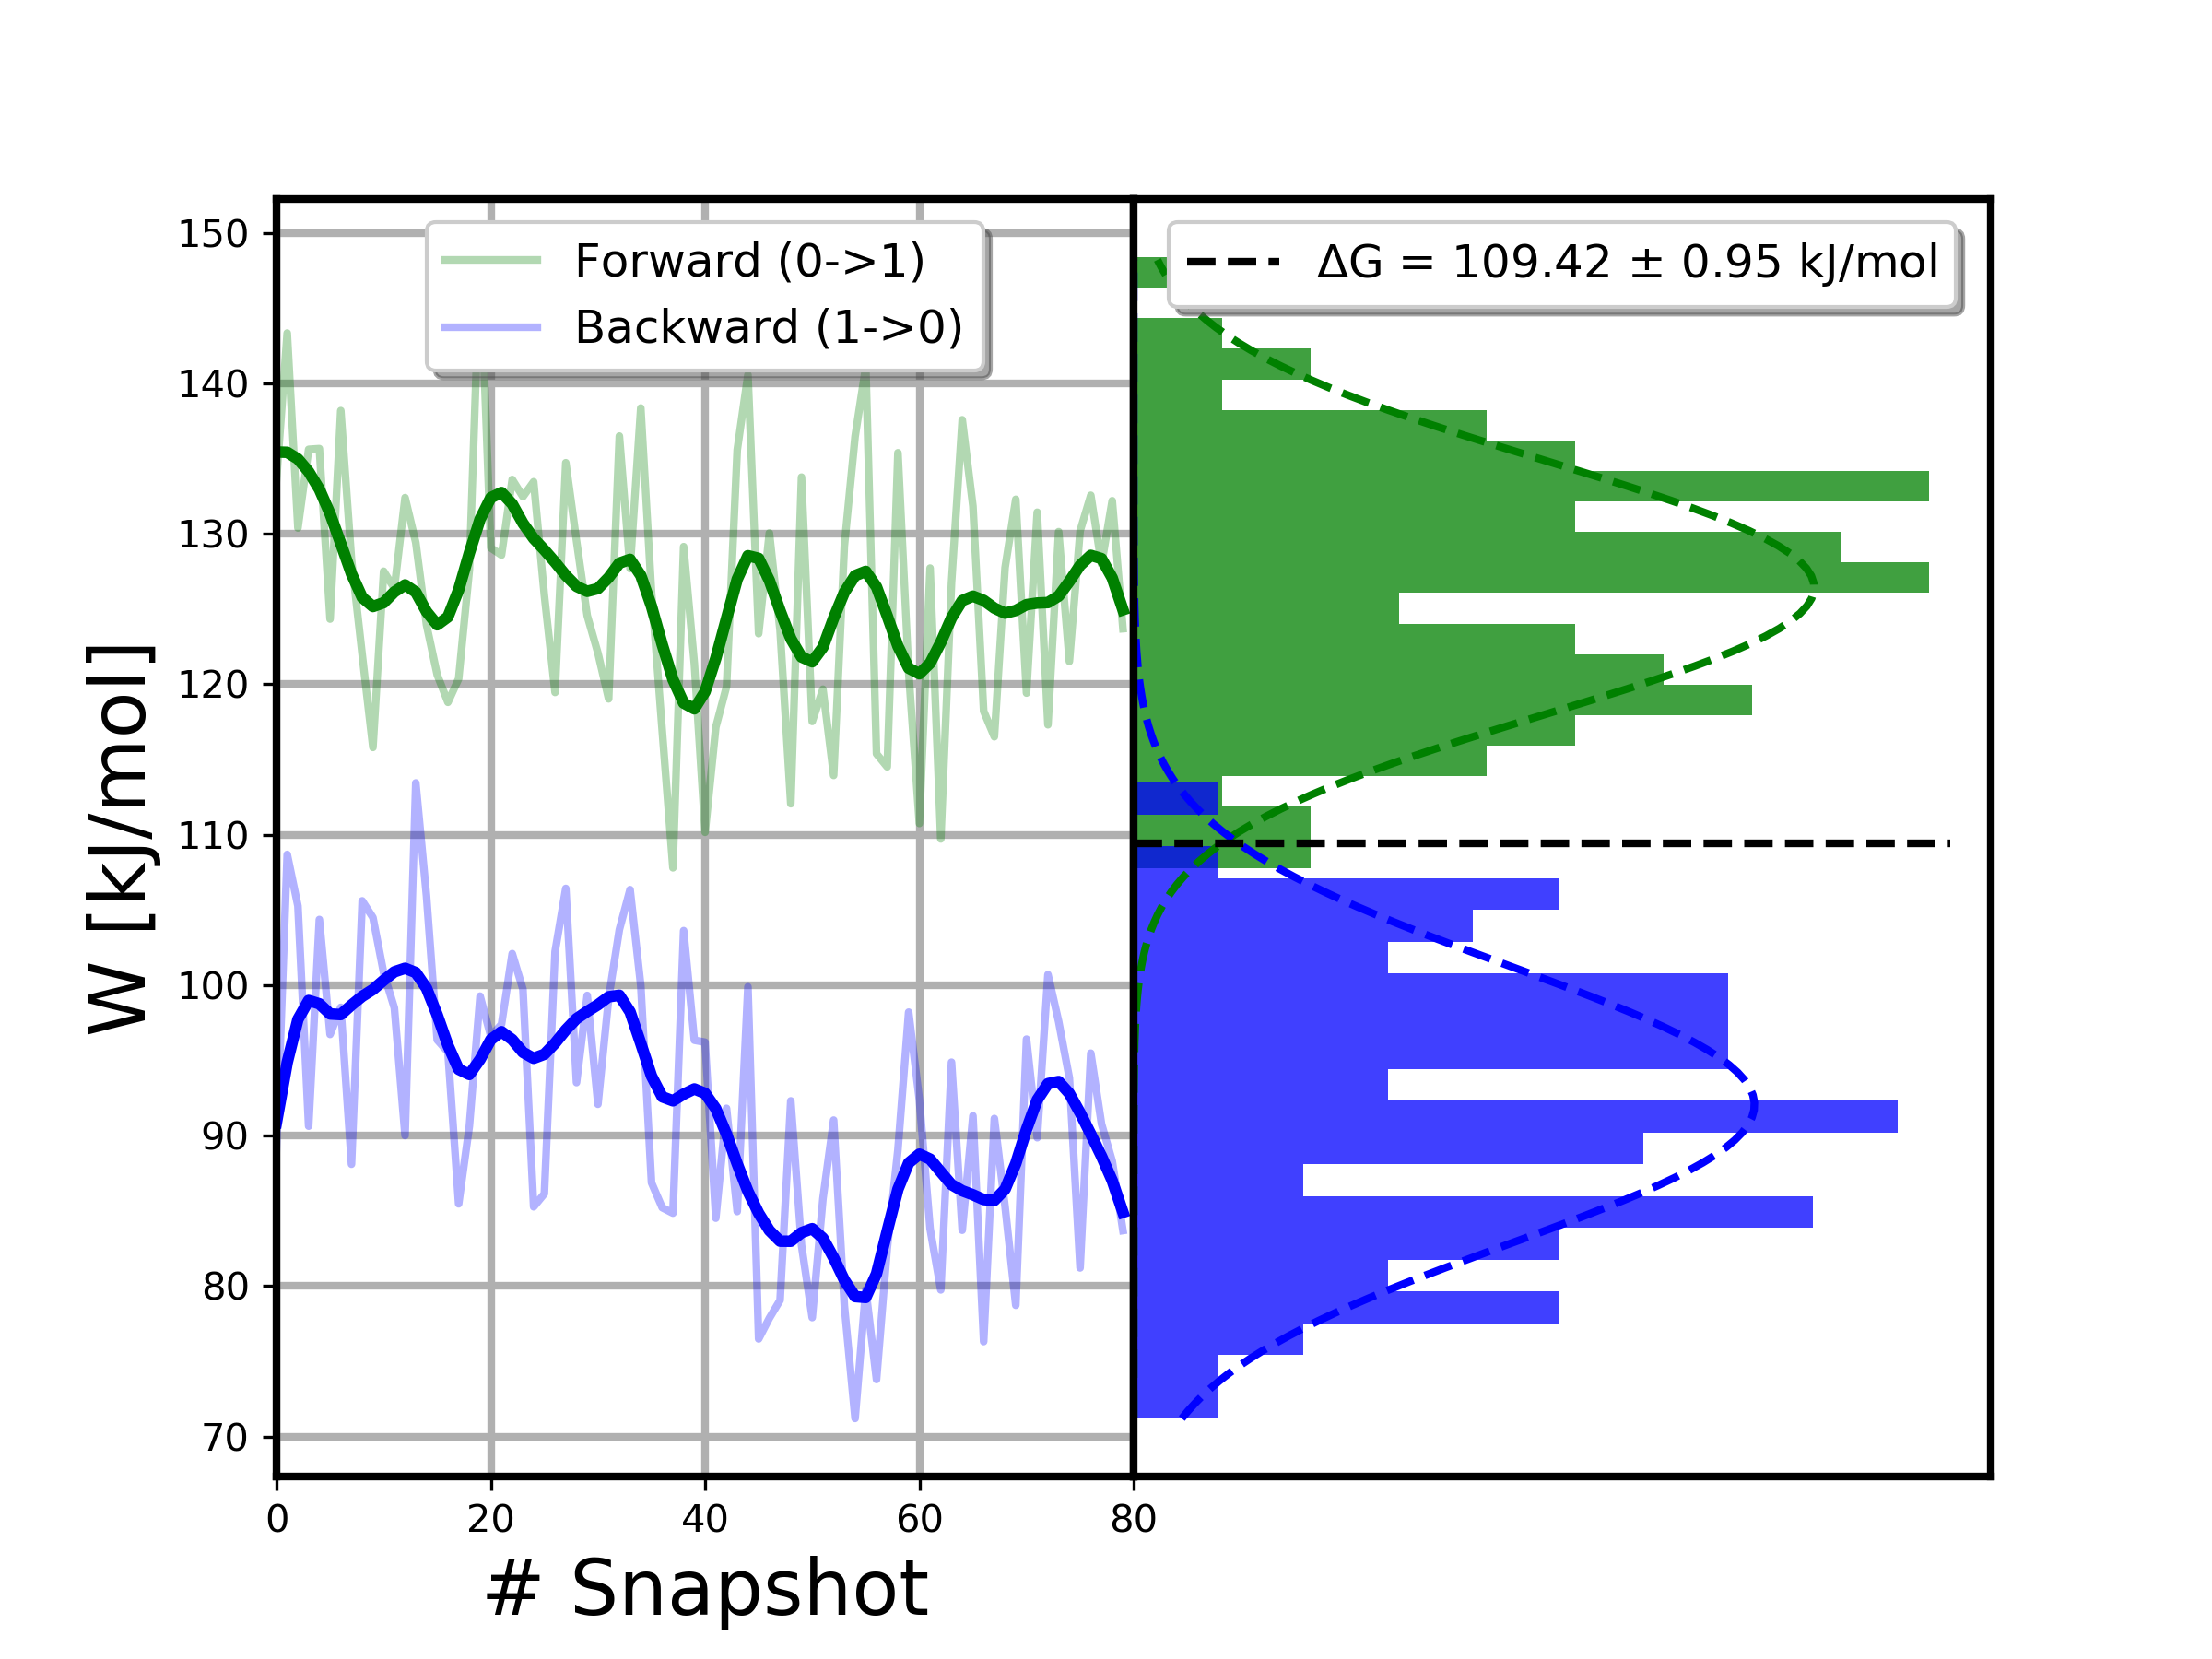 Forward (0->1)
Backward (1->0)
ΔG = 109.42 ± 0.95 kJ/mol
W [kJ/mol]
150
140
130
120
110
100
90
80
70
0 20 40 60 80
# Snapshot